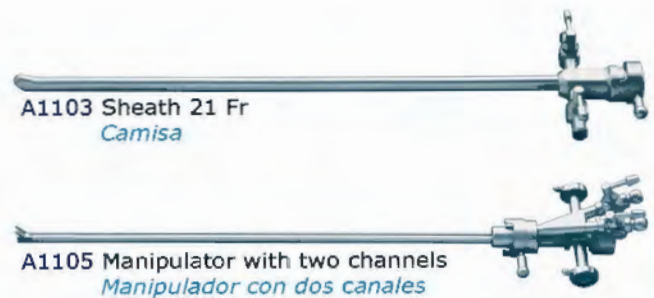 A1103 Sheath 21 Fr
Camisa
A1105 Manipulator with two channels
Manipulador con dos canales